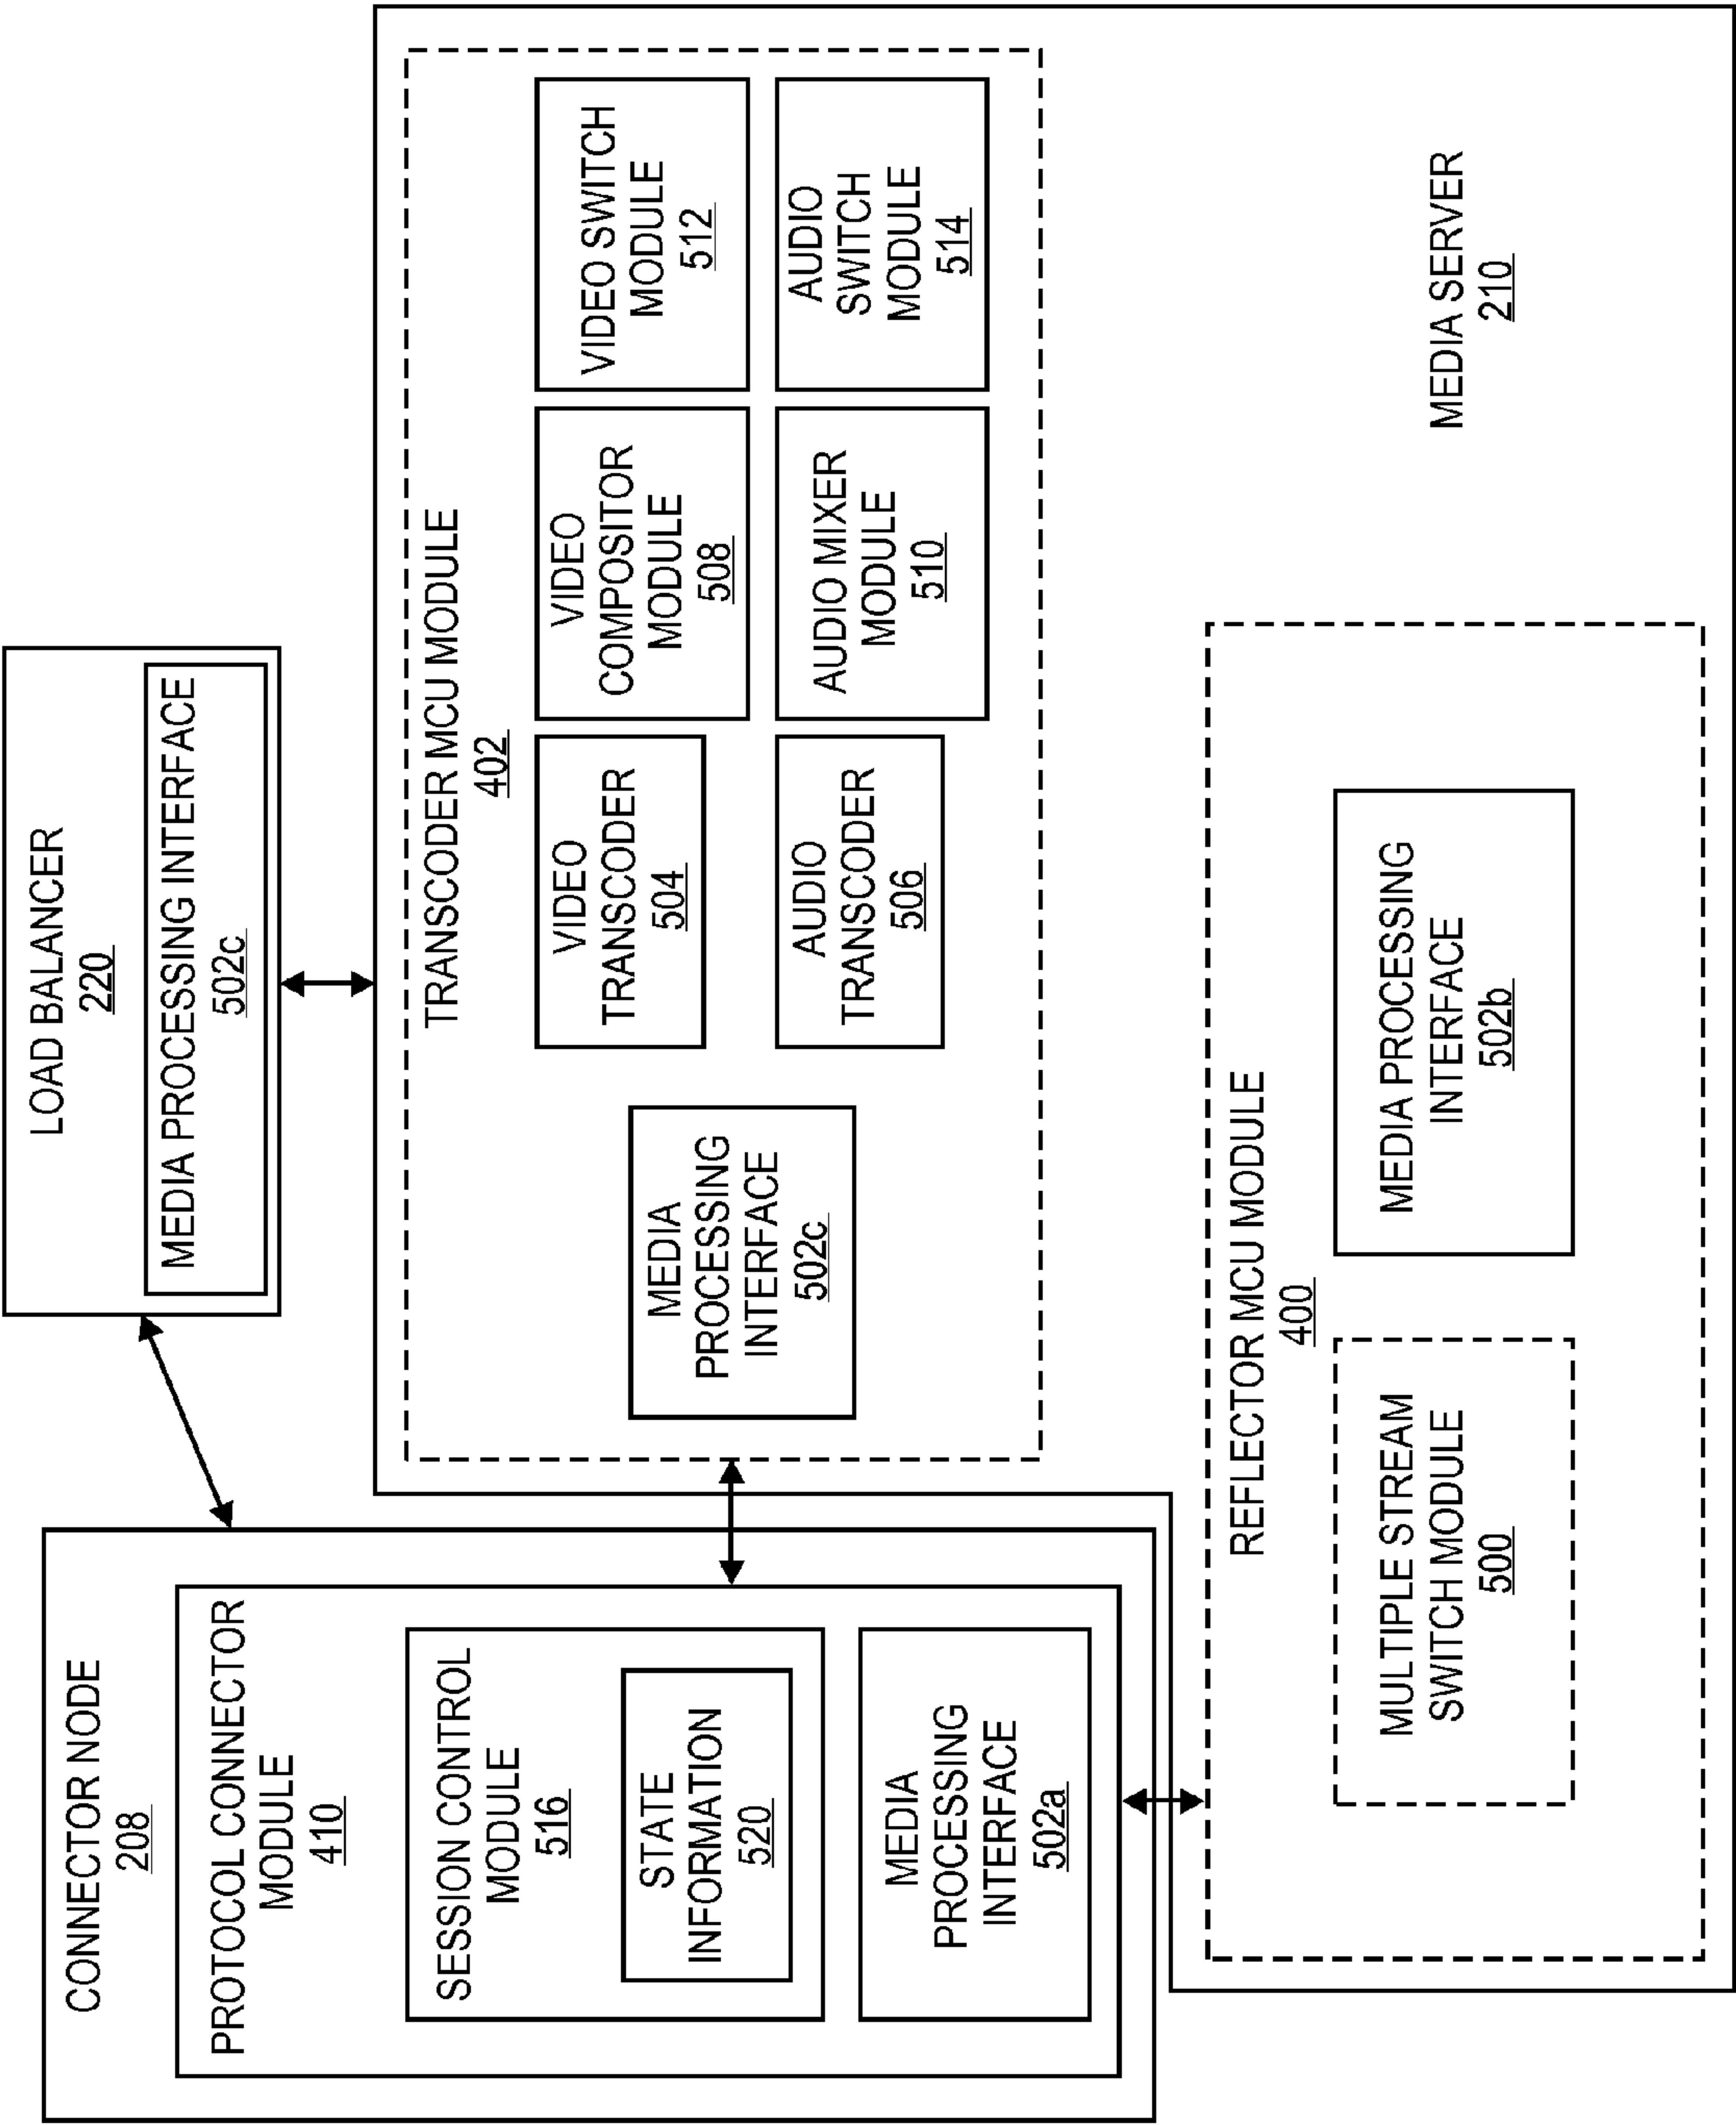 CONNECTOR NODE
208
PROTOCOL CONNECTOR
MODULE
410
SESSION CONTROL
MODULE
516
STATE
INFORMATION
520
MEDIA
PROCESSING
INTERFACE
502a
LOAD BALANCER
220
MEDIA PROCESSING INTERFACE
502c
TRANSCODER MCU MODULE
402
MEDIA
PROCESSING
INTERFACE
502c
VIDEO
TRANSCODER
504
VIDEO
COMPOSITOR
MODULE
508
VIDEO SWITCH
MODULE
512
AUDIO
TRANSCODER
506
AUDIO MIXER
MODULE
510
AUDIO
SWITCH
MODULE
514
REFLECTOR MCU MODULE
400
MULTIPLE STREAM
SWITCH MODULE
500
MEDIA PROCESSING
INTERFACE
502b
MEDIA SERVER
210